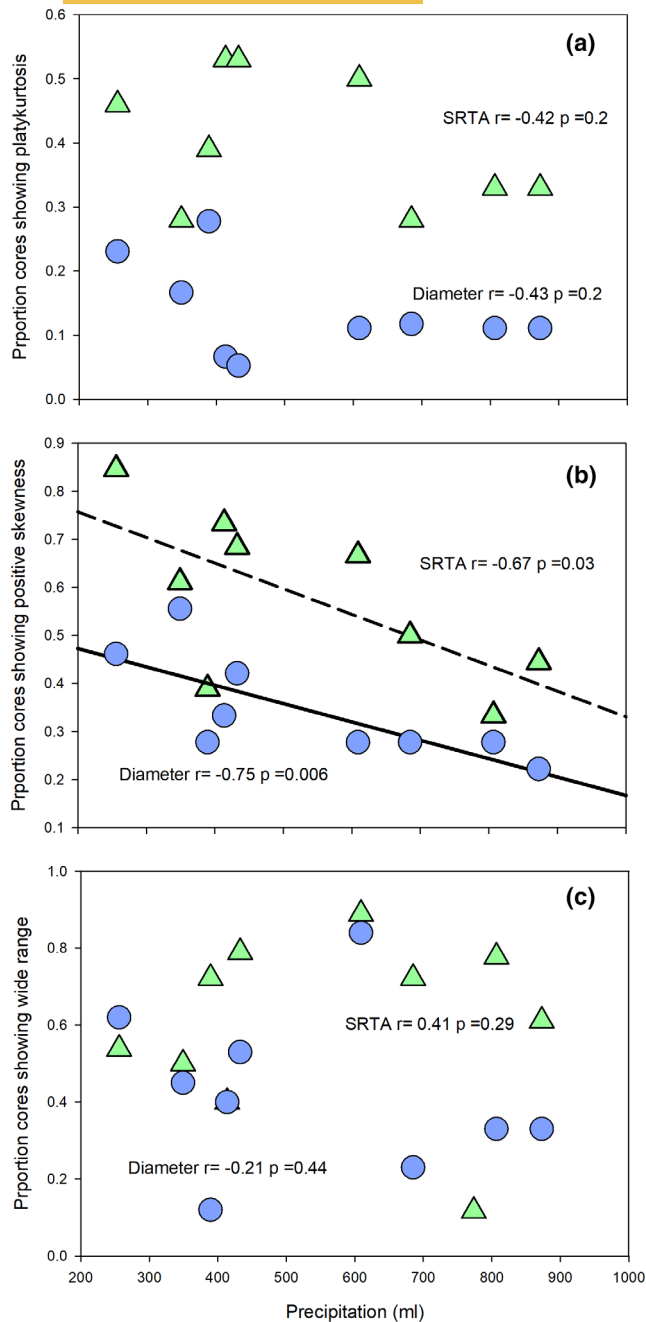 0.6
(a)
0.5
SRTA r= -0.42 p =0.2
0.4
0.3
Diameter r= -0.43 p =0.2
0.2
0.1
0.0
Prportion cores showing platykurtosis
0.9
(b)
0.8
0.7
SRTA r= -0.67 p =0.03
0.6
0.5
0.4
0.3
Diameter r= -0.75 p =0.006
0.2
0.1
Prportion cores showing positive skewness
1.0
(c)
0.8
SRTA r= 0.41 p =0.29
0.6
0.4
Diameter r= -0.21 p =0.44
0.2
0.0
Prportion cores showing wide range
200 300 400 500 600 700 800 900 1000
Precipitation (ml)